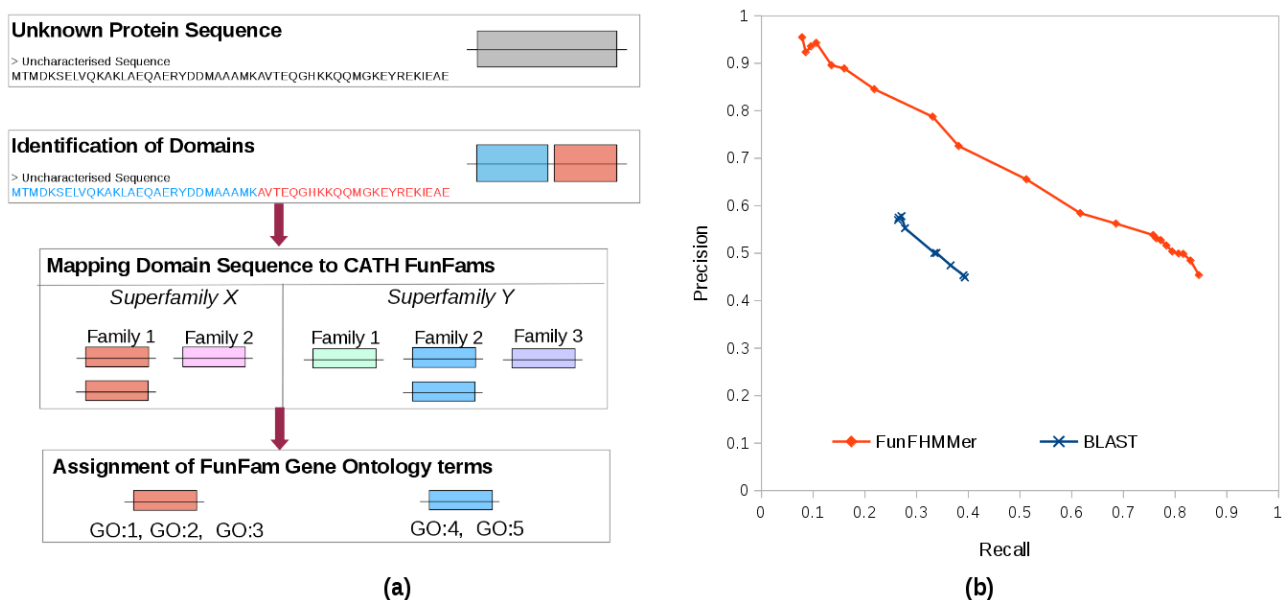 Unknown Protein Sequence
> Uncharacterised Sequence
MTMDKSELVQKAKLAEQAERYDDMAAAMKAVTEQGHKKQQMGKEYREKIEAE
Identification of Domains
> Uncharacterised Sequence
MTMDKSELVQKAKLAEQAERYDDMAAAMKAVTEQGHKKQQMGKEYREKIEAE
Mapping Domain Sequence to CATH FunFams
Superfamily X
Superfamily Y
Family 1
Family 2
Family 1
Family 2
Family 3
Assignment of FunFam Gene Ontology terms
GO:1, GO:2, GO:3
GO:4, GO:5
(a)
1
0.9
0.8
0.7
0.6
0.5
0.4
0.3
0.2
0.1
0
Precision
FunFHMMer
BLAST
0 0.1 0.2 0.3 0.4 0.5 0.6 0.7 0.8 0.9 1
Recall
(b)